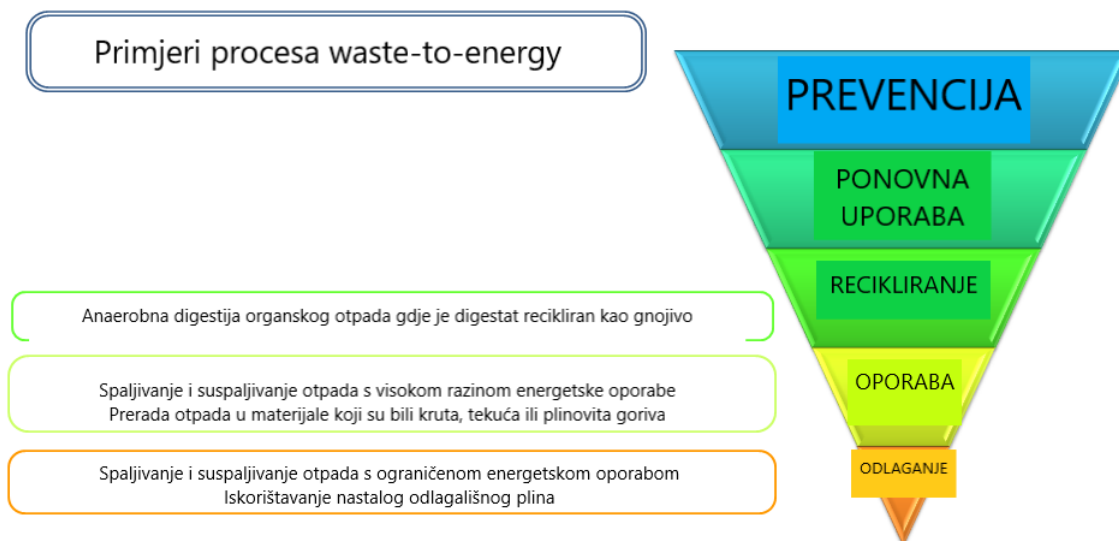 Primjeri procesa waste-to-energy
PREVENCIJA
PONOVNA
UPORABA
RECIKLIRANJE
Anaerobna digestija organskog otpada gdje je digestat recikliran kao gnojivo
OPORABA
Spaljivanje i suspaljivanje otpada s visokom razinom energetske oporabe
Prerada otpada u materijale koji su bili kruta, tekuća ili plinovita goriva
ODLAGANJE
Spaljivanje i suspaljivanje otpada s ograničenom energetskom oporabom
Iskorištavanje nastalog odlagališnog plina